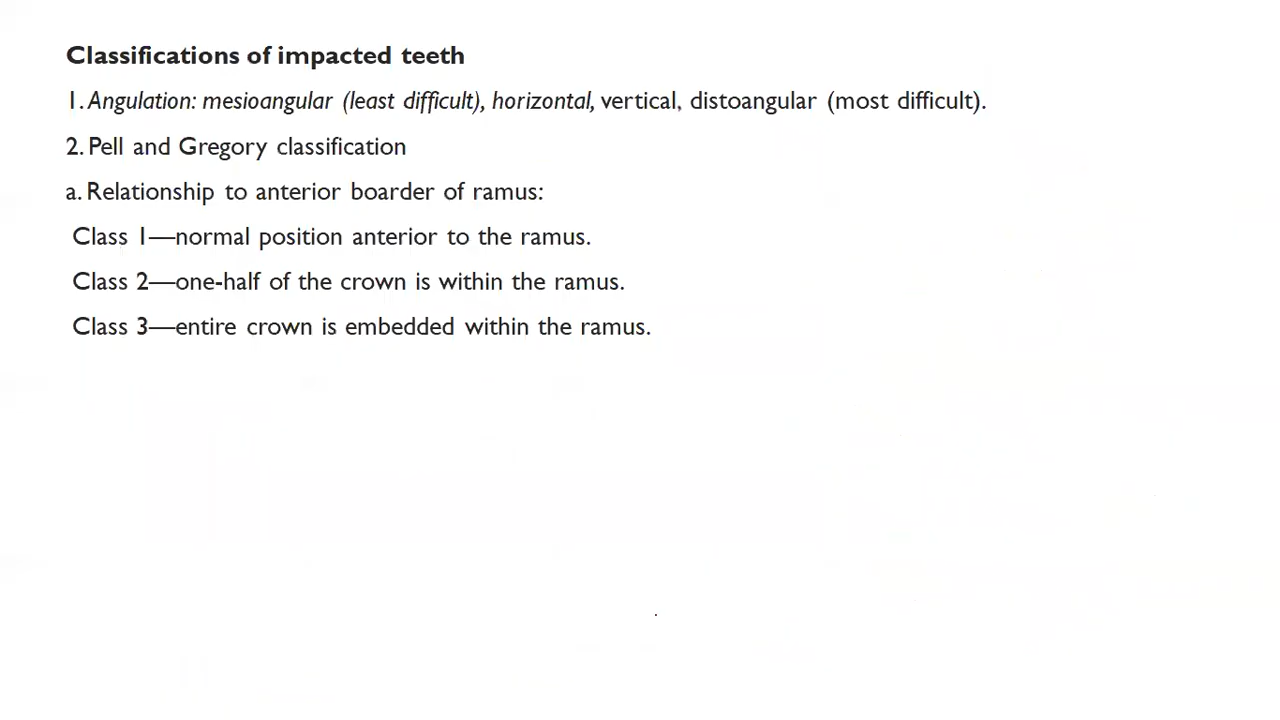 Classifications of impacted teeth
1. Angulation: mesioangular (least difficult), horizontal, vertical, distoangular (most difficult).
2. Pell and Gregory classification
a. Relationship to anterior boarder of ramus:
Class 1—normal position anterior to the ramus.
Class 2—one-half of the crown is within the ramus.
Class 3—entire crown is embedded within the ramus.